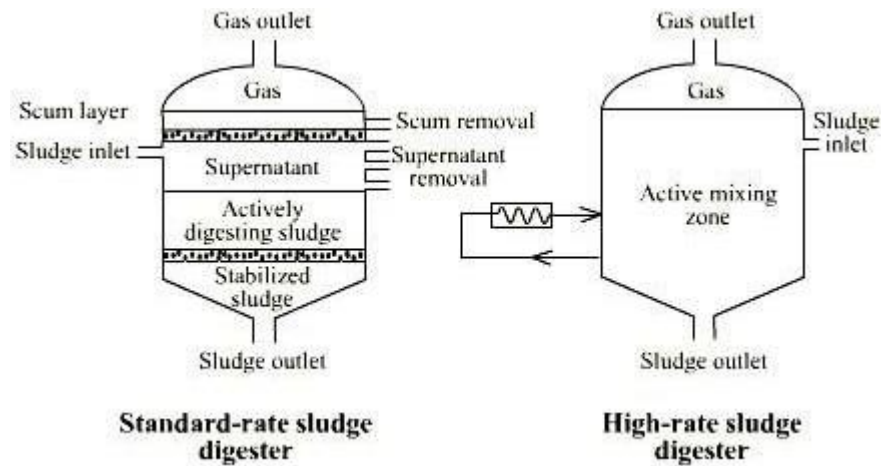 Gas outlet
Gas
Scum layer
Scum removal
Sludge inlet
Supernatant
Supernatant
removal
Actively
digesting sludge
Stabilized
sludge
Sludge outlet
Standard-rate sludge
digester
Gas outlet
Gas
Sludge
inlet
Active mixing
zone
Sludge outlet
High-rate sludge
digester